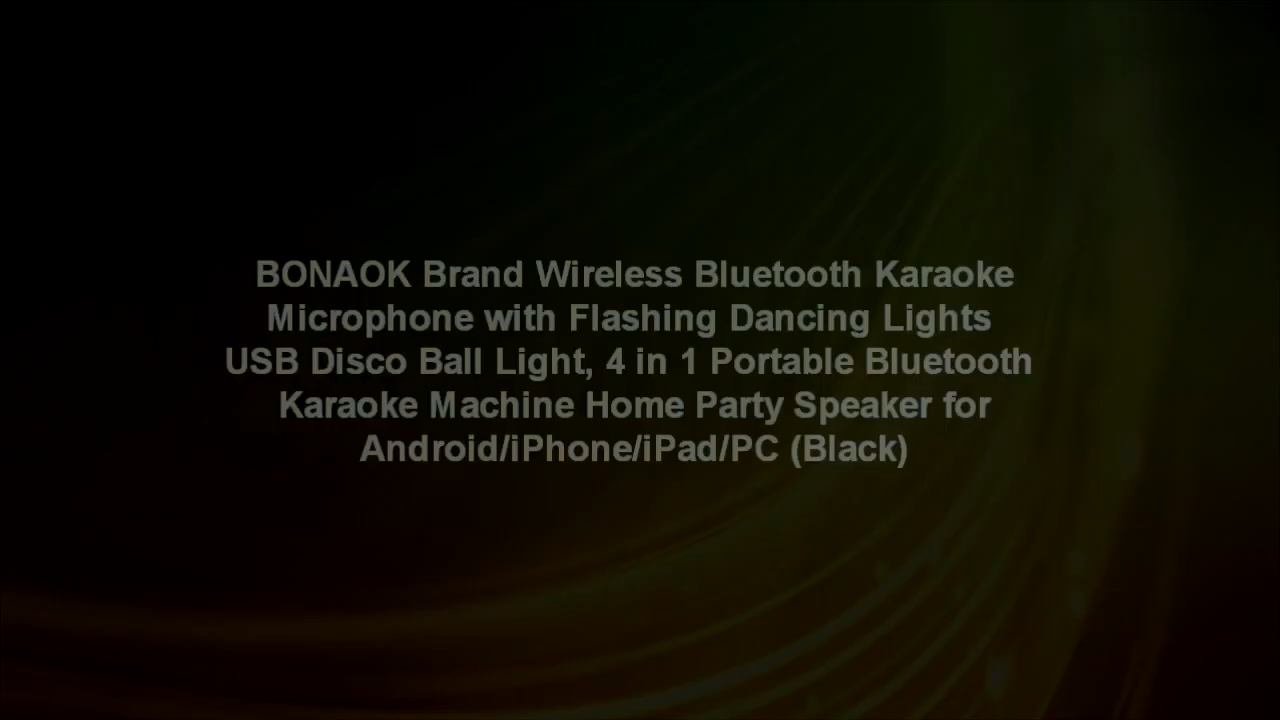 BONAOK Brand Wireless Bluetooth Karaoke
Microphone with Flashing Dancing Lights
USB Disco Ball Light, 4 in 1 Portable Bluetooth
Karaoke Machine Home Party Speaker for
Android/iPhone/iPad/PC (Black)